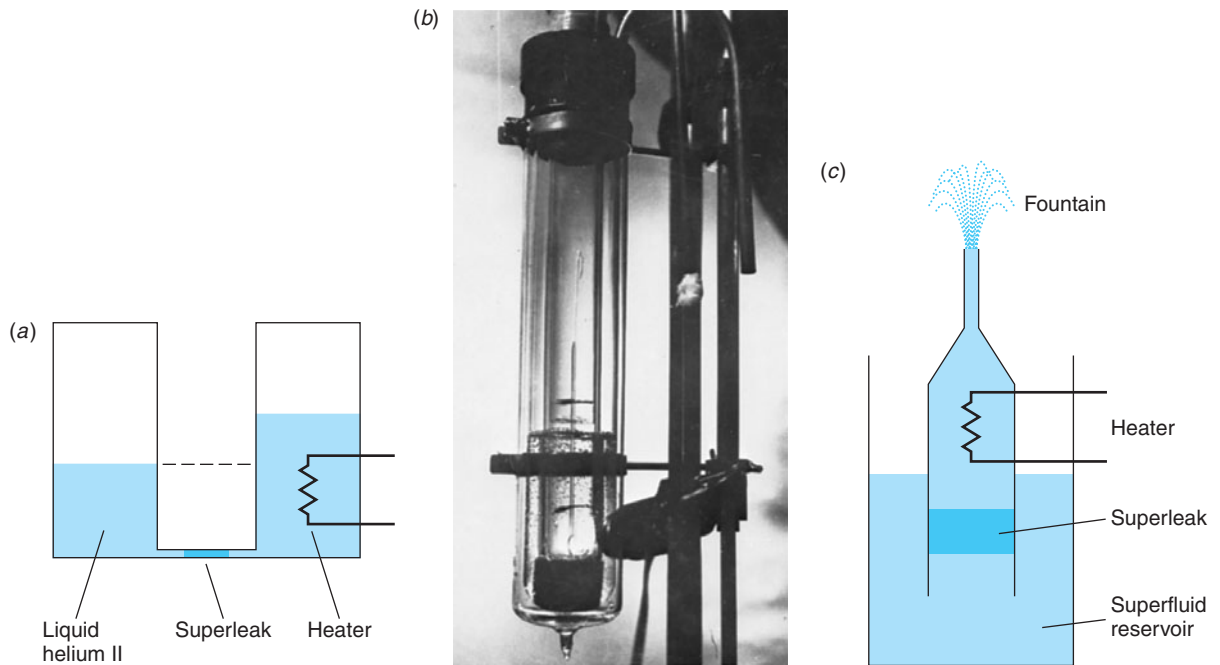 (a)
Liquid
helium II
Superleak
Heater
(b)
(c)
Fountain
Heater
Superleak
Superfluid
reservoir